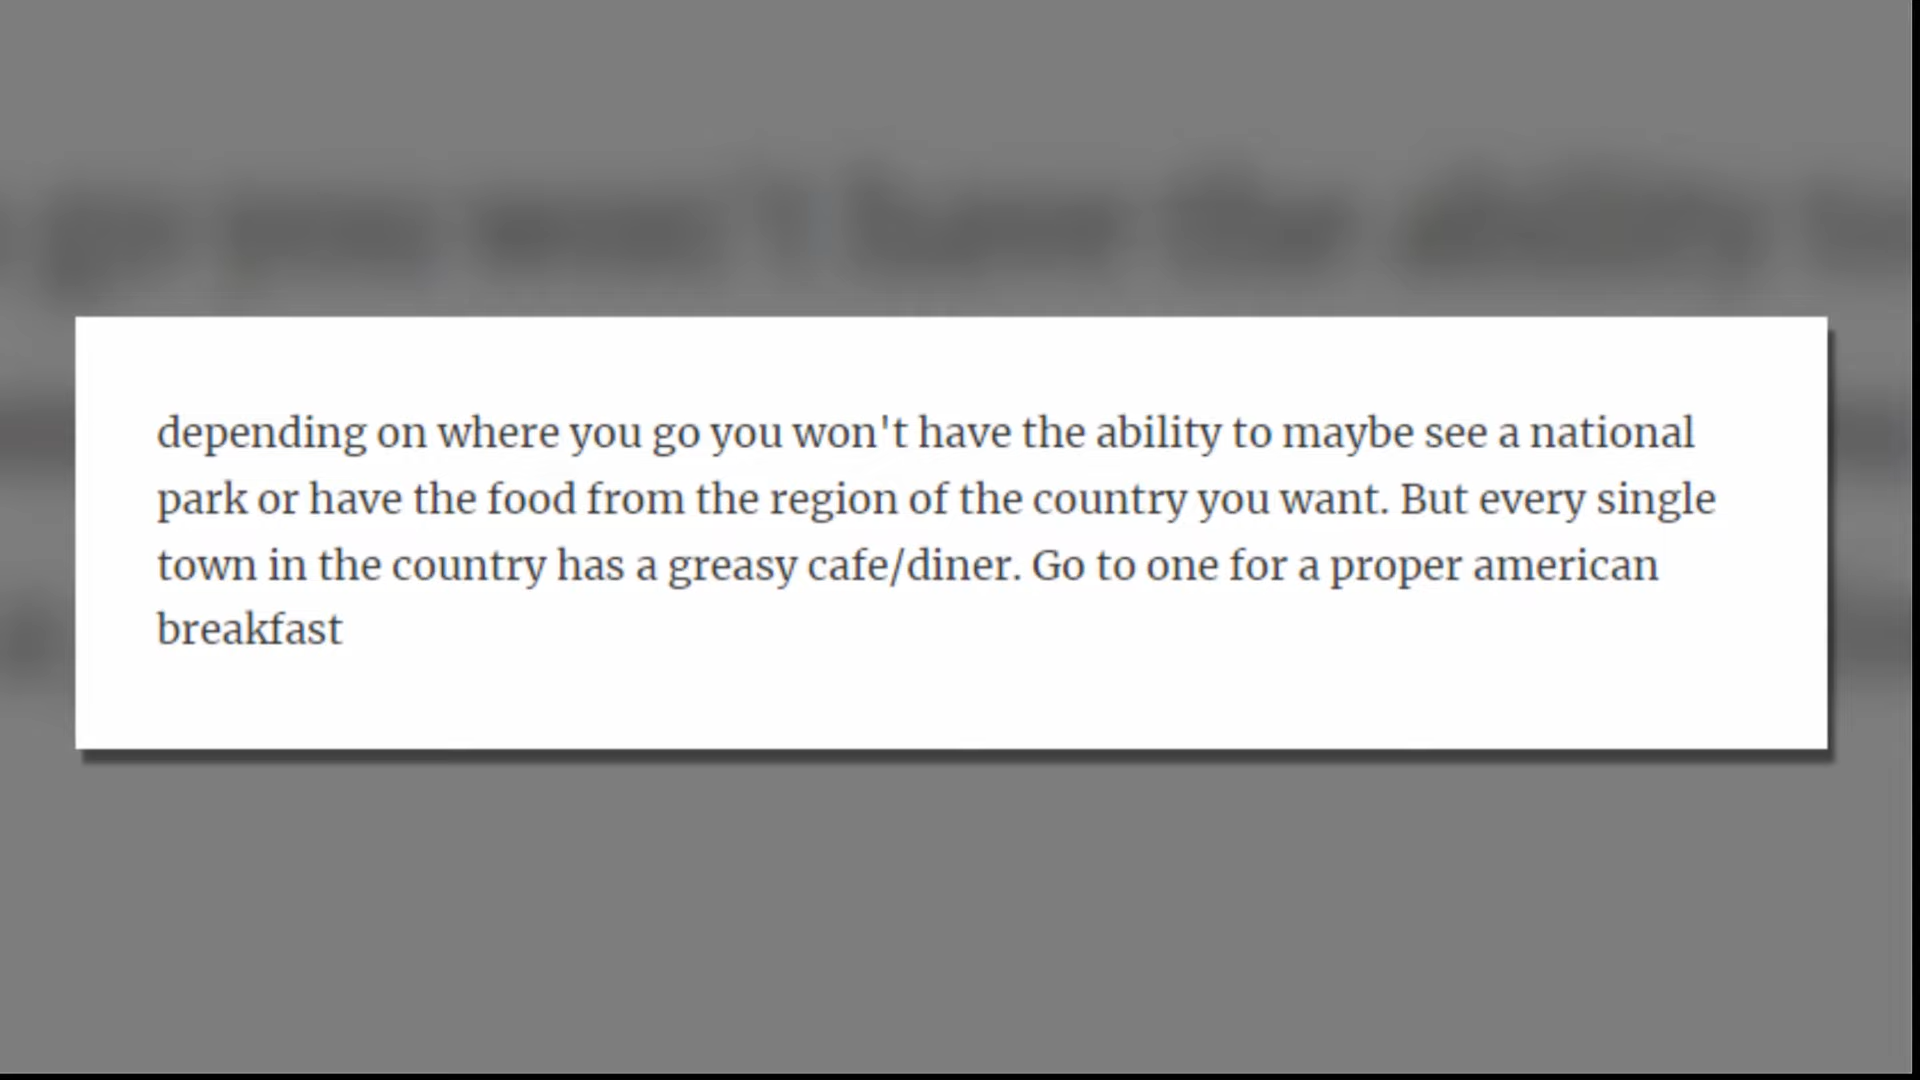 depending on where you go you won't have the ability to maybe see a national
park or have the food from the region of the country you want. But every single
town in the country has a greasy cafe/diner. Go to one for a proper american
breakfast